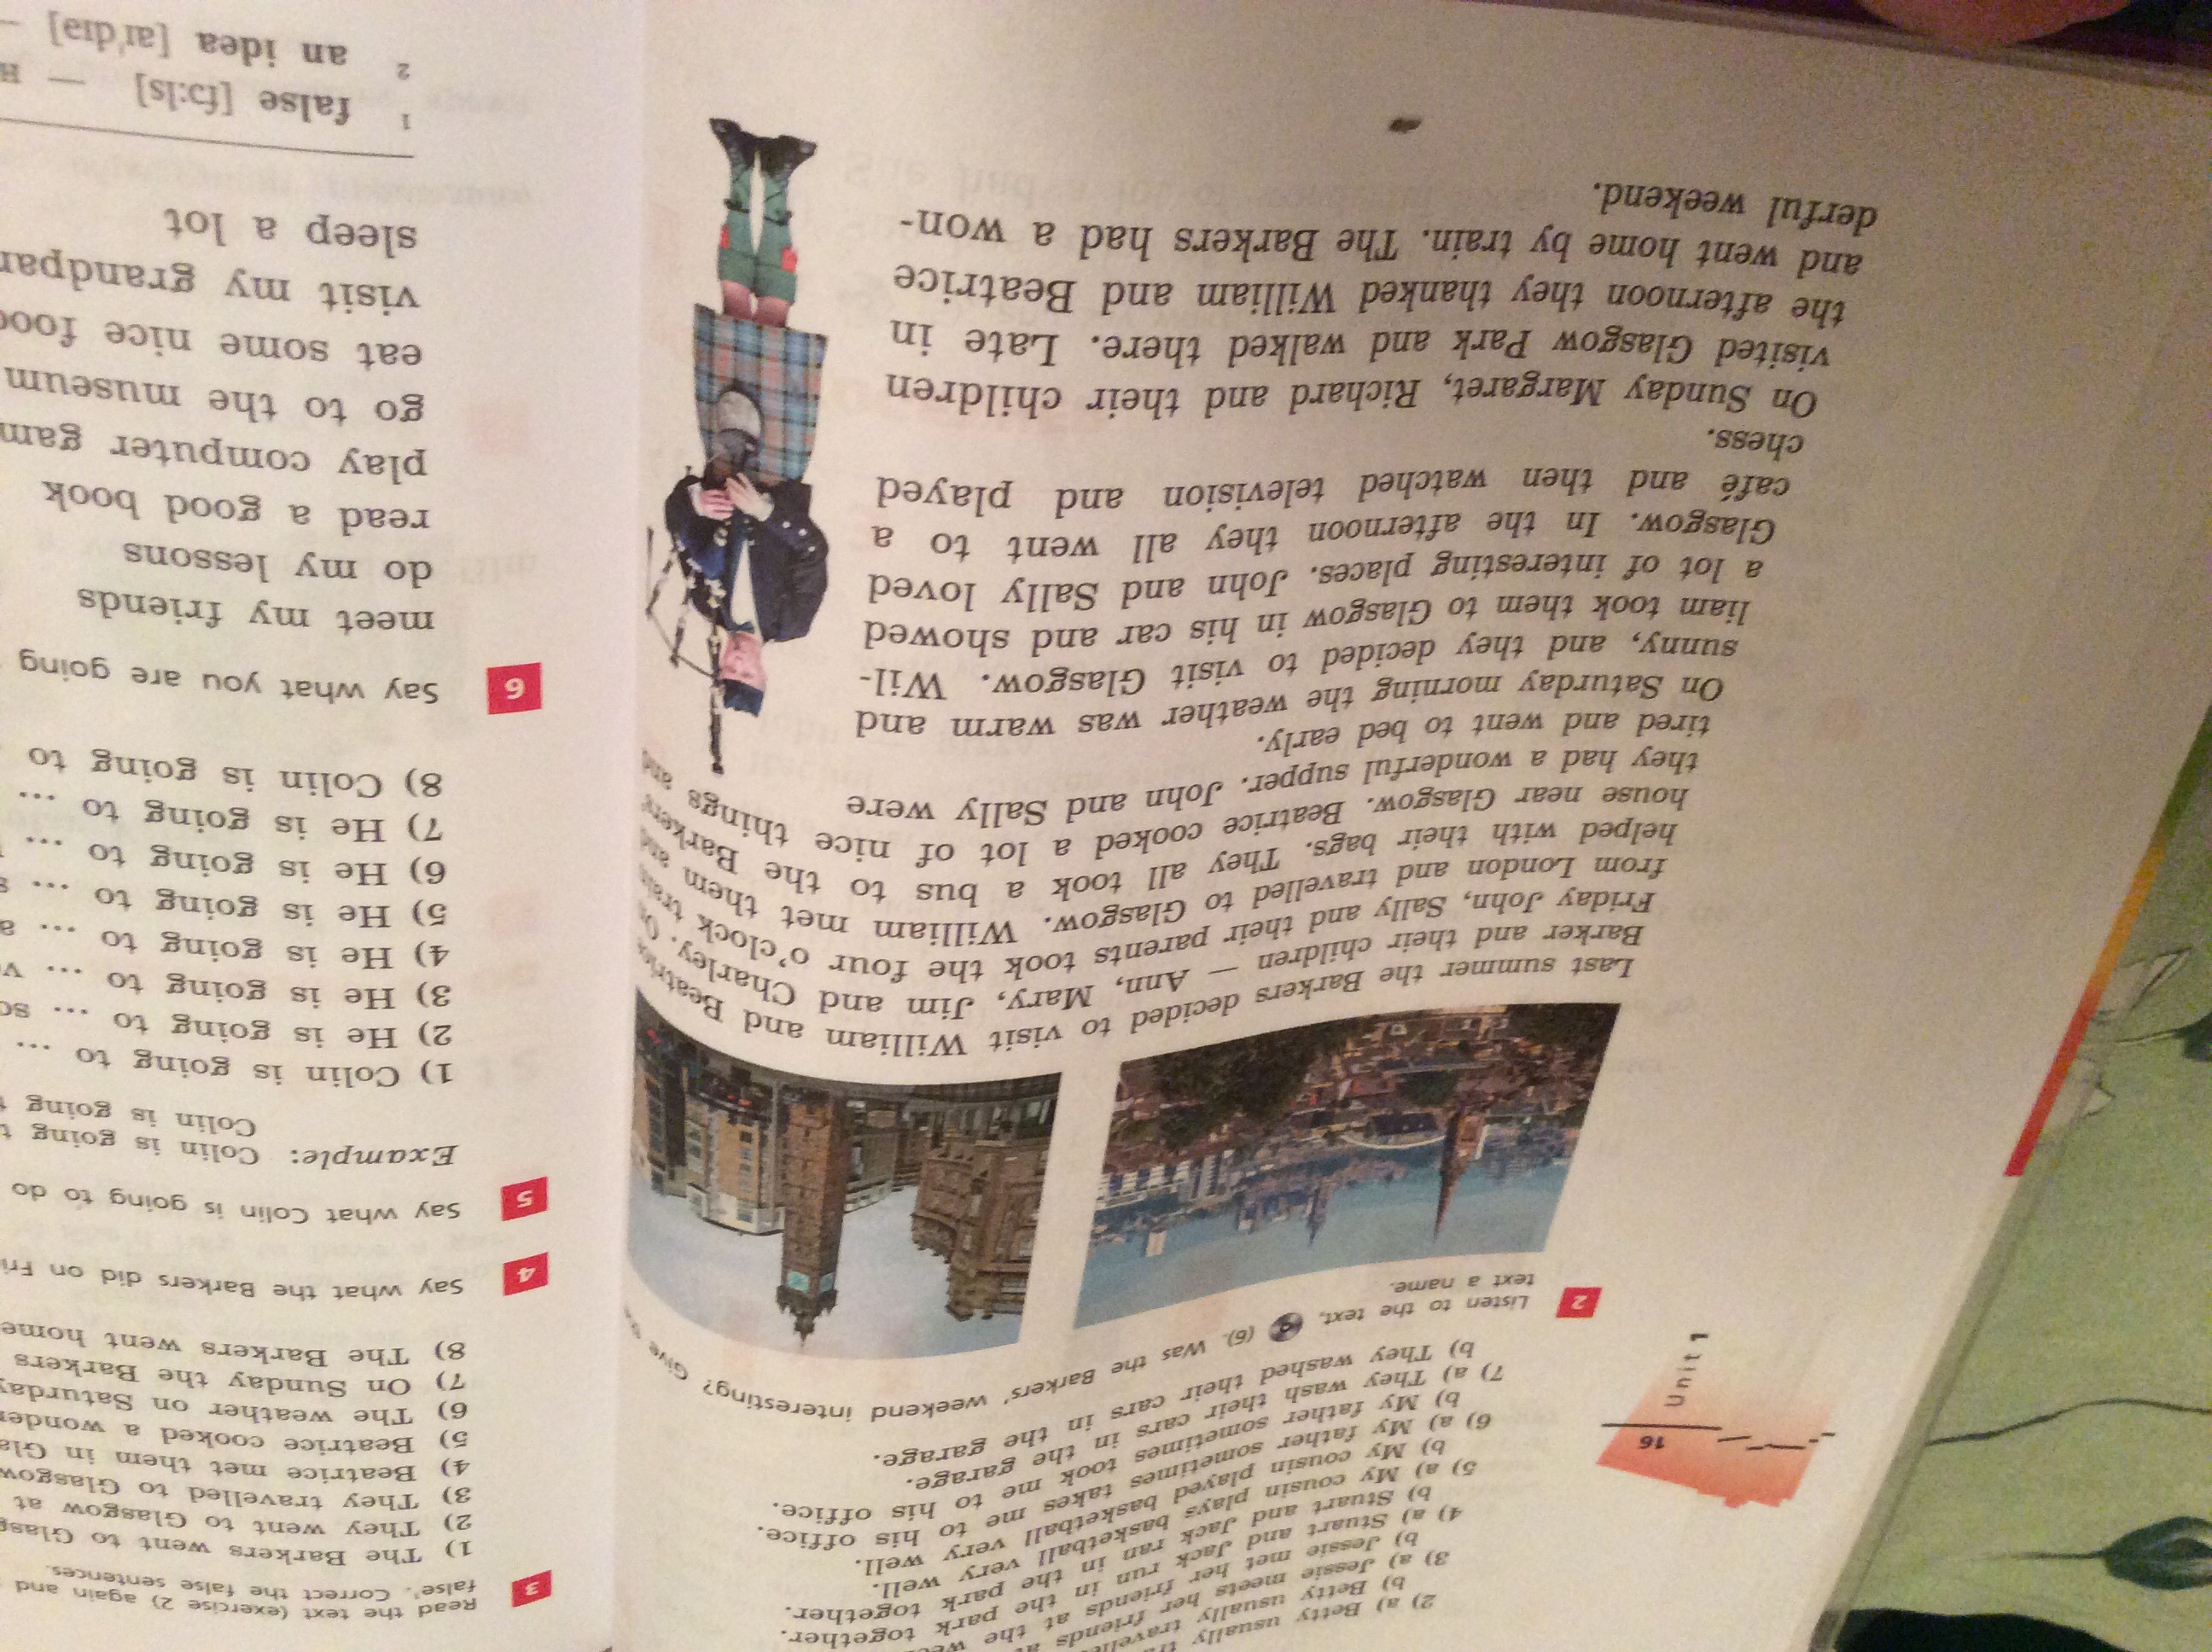 2) a) Betty usually
b) Betty usually
3) a) Jessie meets her friends at the
b) Jessie met her friends at the
4) a) Stuart and Jack run in the park together.
b) Stuart and Jack ran in the park together.
5) a) My cousin plays basketball very well.
b) My cousin played basketball very well.
6) a) My father sometimes takes me to his office.
b) My father sometimes took me to his office.
7) a) They wash their cars in the garage.
b) They washed their cars in the garage.
16
Unit 1
2 Listen to the text, (6). Was the Barkers' weekend interesting? Give the
text a name.
Last summer the Barkers decided to visit William and Beatrice
Barker and their children — Ann, Mary, Jim and Charley. On
Friday John, Sally and their parents took the four o'clock train
from London and travelled to Glasgow. William met them and
helped with their bags. They all took a bus to the Barkers'
house near Glasgow. Beatrice cooked a lot of nice things and
they had a wonderful supper. John and Sally were
tired and went to bed early.
On Saturday morning the weather was warm and
sunny, and they decided to visit Glasgow. Wil-
liam took them to Glasgow in his car and showed
a lot of interesting places. John and Sally loved
Glasgow. In the afternoon they all went to a
café and then watched television and played
chess.
On Sunday Margaret, Richard and their children
visited Glasgow Park and walked there. Late in
the afternoon they thanked William and Beatrice
and went home by train. The Barkers had a won-
derful weekend.
3 Read the text (exercise 2) again and
false¹. Correct the false sentences.
1) The Barkers went to
2) They went to Glasgow at
3) They travelled to Glasgow
4) Beatrice met them in
5) Beatrice cooked a
6) The weather on Saturday
7) On Sunday the Barkers
8) The Barkers went home
4 Say what the Barkers did on
5 Say what Colin is going to do
Example: Colin is going
Colin is going
1) Colin is going to ...
2) He is going to ...
3) He is going to ...
4) He is going to ...
5) He is going to ...
6) He is going to ...
7) He is going to ...
8) Colin is going to
6 Say what you are going
meet my friends
do my lessons
read a good book
play computer
go to the museum
eat some nice
visit my
sleep a lot
¹ false [fɔ:ls] —
² an idea [aɪˈdɪə] —